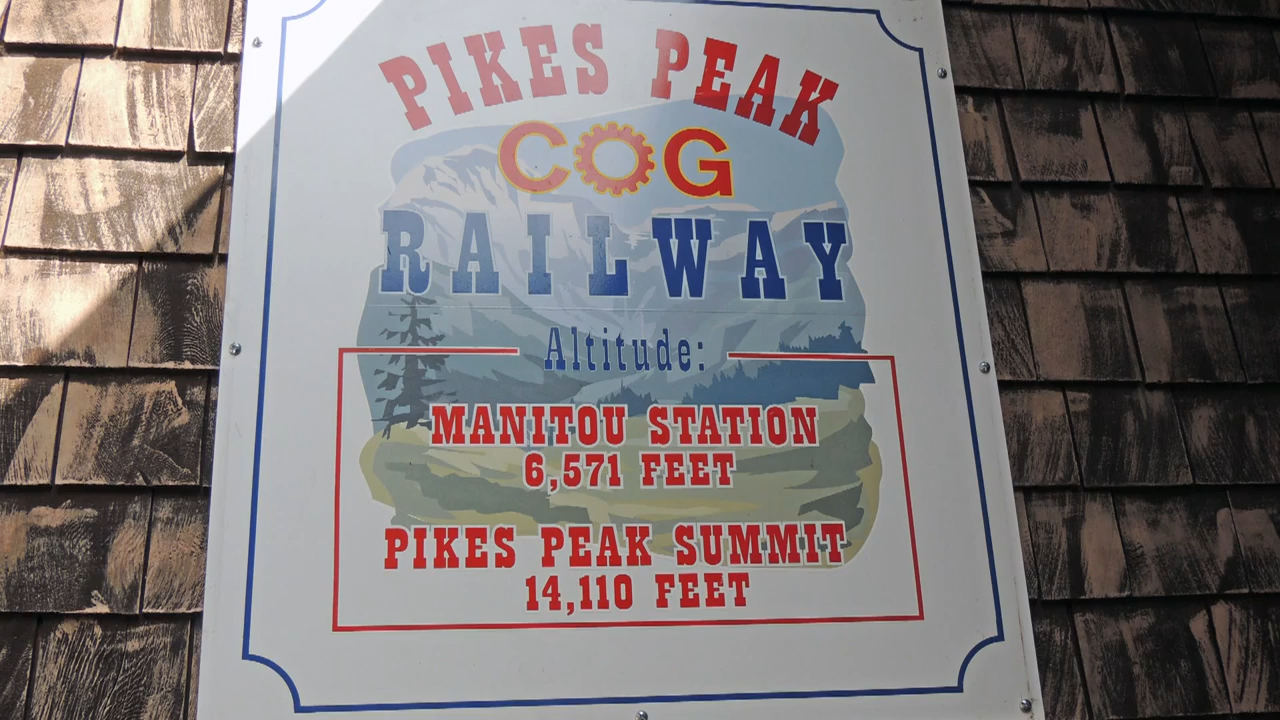 PIKES PEAK
COG
RAILWAY
Altitude:
MANITOU STATION
6,571 FEET
PIKES PEAK SUMMIT
14,110 FEET